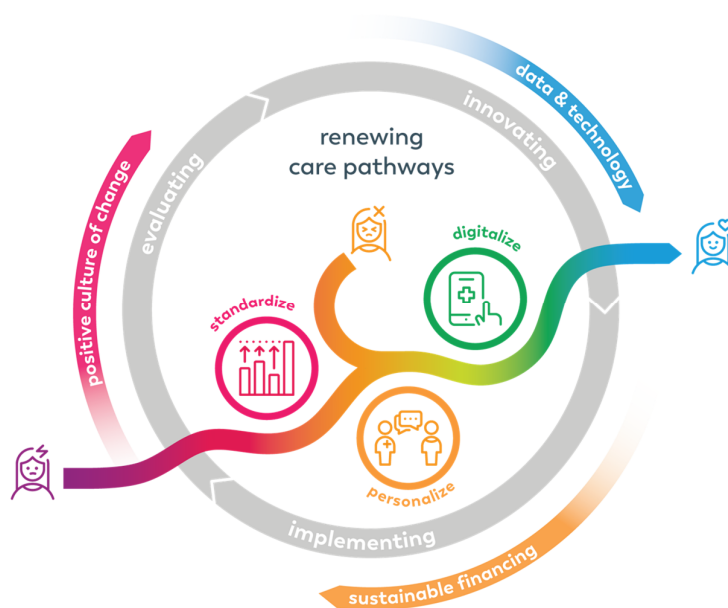 renewing
care pathways
innovating
data & technology
evaluating
positive culture of change
digitalize
standardize
personalize
implementing
sustainable financing